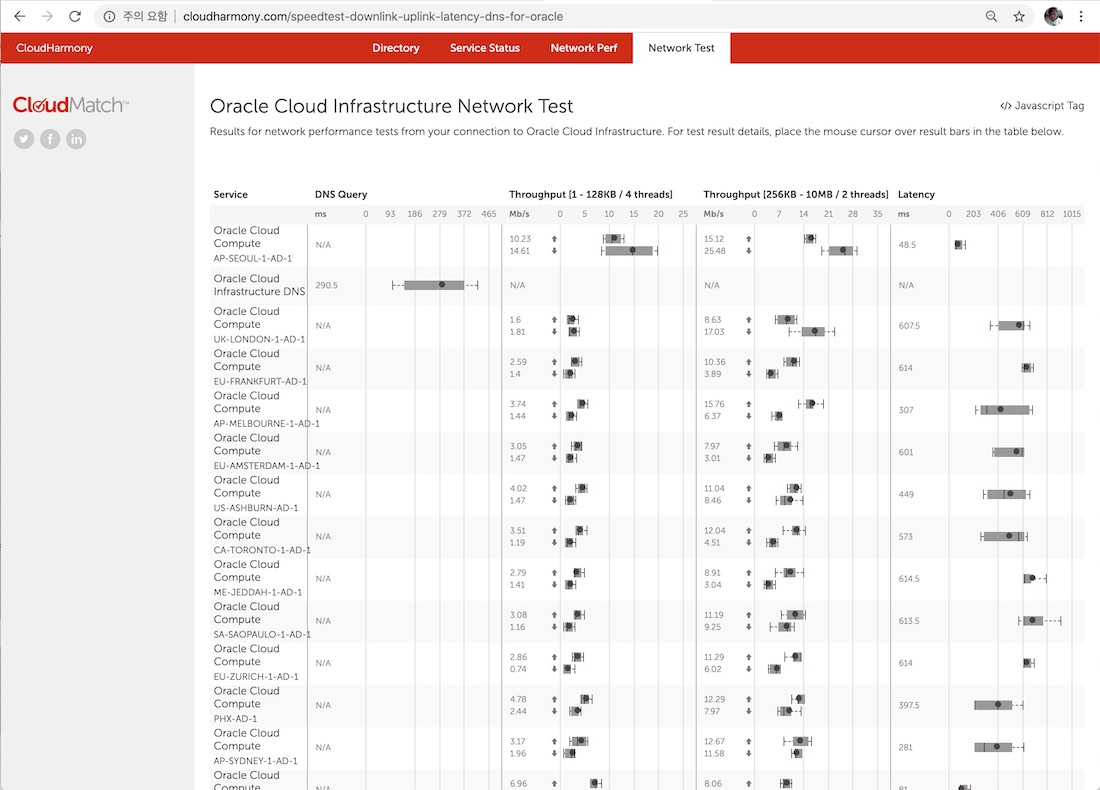 주의 요함 cloudharmony.com/speedtest-downlink-uplink-latency-dns-for-oracle
CloudHarmony Directory Service Status Network Perf Network Test
CloudMatch™
Oracle Cloud Infrastructure Network Test
</> Javascript Tag
Results for network performance tests from your connection to Oracle Cloud Infrastructure. For test result details, place the mouse cursor over result bars in the table below.
Service DNS Query Throughput [1 - 128KB / 4 threads] Throughput [256KB - 10MB / 2 threads] Latency
ms 0 93 186 279 372 465 Mb/s 0 5 10 15 20 25 Mb/s 0 7 14 21 28 35 ms 0 203 406 609 812 1015
Oracle Cloud
Compute
AP-SEOUL-1-AD-1
N/A
10.23 15.12
14.61 25.48
48.5
Oracle Cloud
Infrastructure DNS
290.5 N/A N/A N/A
Oracle Cloud
Compute
UK-LONDON-1-AD-1
N/A
1.6 8.63
1.81 17.03
607.5
Oracle Cloud
Compute
EU-FRANKFURT-AD-1
N/A
2.59 10.36
1.4 3.89
614
Oracle Cloud
Compute
AP-MELBOURNE-1-AD-1
N/A
3.74 15.76
1.44 6.37
307
Oracle Cloud
Compute
EU-AMSTERDAM-1-AD-1
N/A
3.05 7.97
1.47 3.01
601
Oracle Cloud
Compute
US-ASHBURN-AD-1
N/A
4.02 11.04
1.47 8.46
449
Oracle Cloud
Compute
CA-TORONTO-1-AD-1
N/A
3.51 12.04
1.19 4.51
573
Oracle Cloud
Compute
ME-JEDDAH-1-AD-1
N/A
2.79 8.91
1.41 3.04
614.5
Oracle Cloud
Compute
SA-SAOPAULO-1-AD-1
N/A
3.08 11.19
1.16 9.25
613.5
Oracle Cloud
Compute
EU-ZURICH-1-AD-1
N/A
2.86 11.29
0.74 6.02
614
Oracle Cloud
Compute
PHX-AD-1
N/A
4.78 12.29
2.44 7.97
397.5
Oracle Cloud
Compute
AP-SYDNEY-1-AD-1
N/A
3.17 12.67
1.96 11.58
281
Oracle Cloud
Compute
N/A
6.96 8.06
81